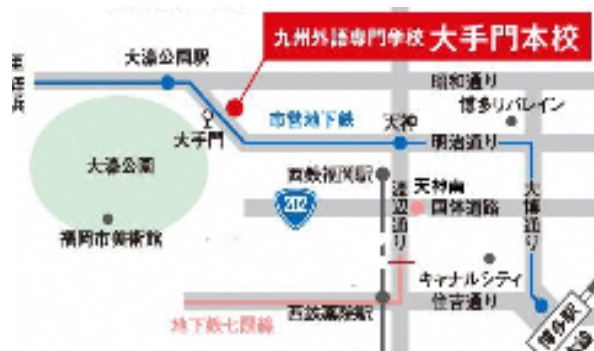 九州外語専門学校 大手門本校
大濠公園駅
昭和通り
博多リバレイン
市営地下鉄
天神
大手門
明治通り
大濠公園
西鉄福岡駅
天神南
202
渡辺通り
国体道路
大博通り
福岡市美術館
キャナルシティ
西鉄薬院駅
住吉通り
地下鉄七隈線
博多駅